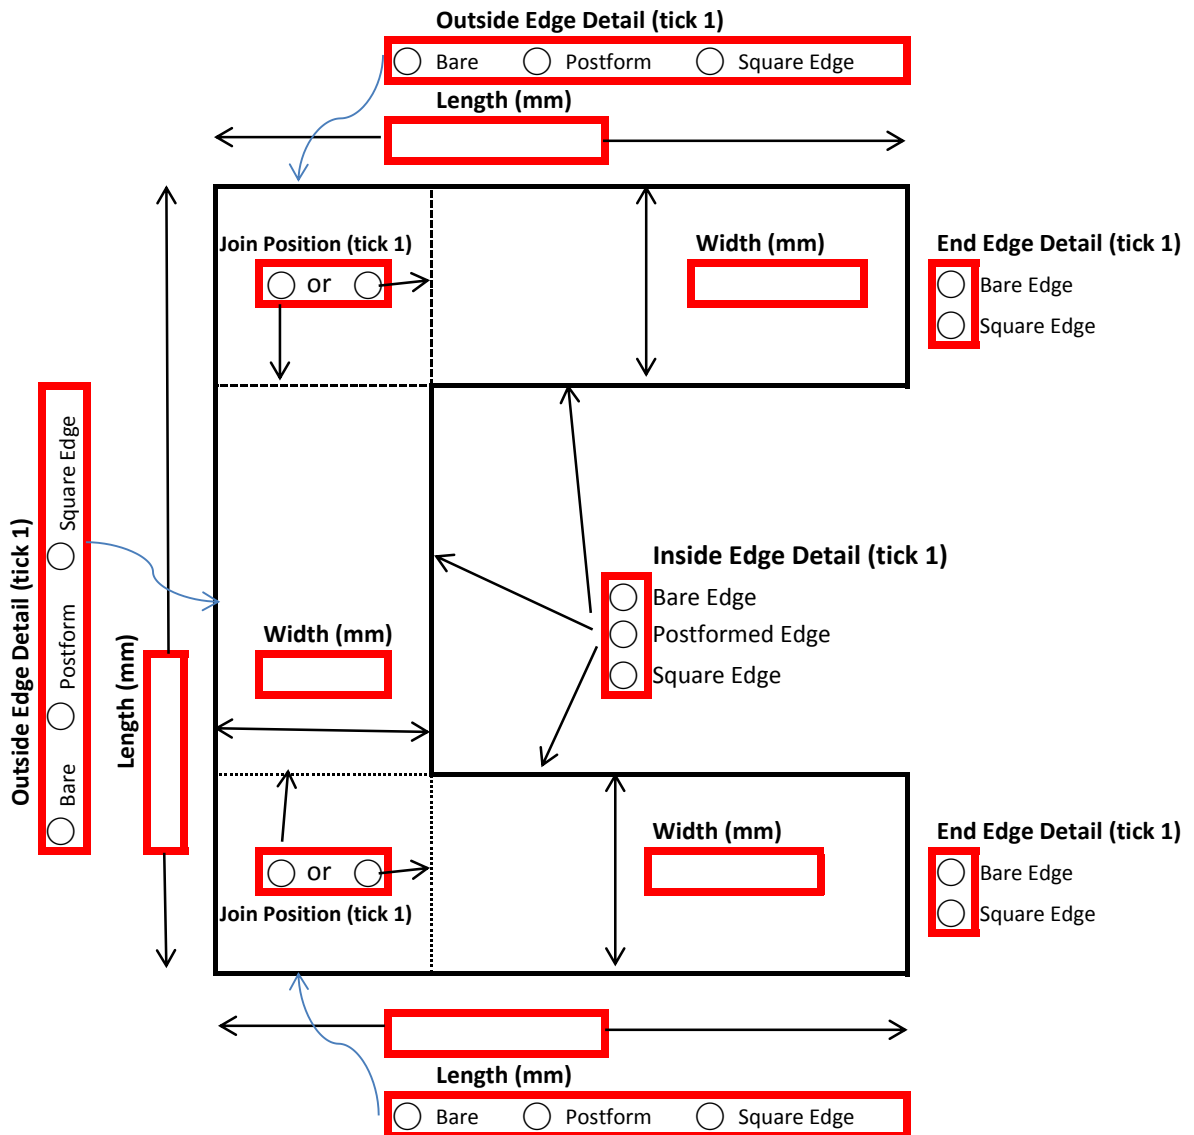 Outside Edge Detail (tick 1)
Bare Postform Square Edge
Length (mm)
Join Position (tick 1)
or
Width (mm)
End Edge Detail (tick 1)
Bare Edge
Square Edge
Outside Edge Detail (tick 1)
Bare Postform Square Edge
Length (mm)
Inside Edge Detail (tick 1)
Bare Edge
Postformed Edge
Square Edge
Width (mm)
Width (mm)
End Edge Detail (tick 1)
Bare Edge
Square Edge
or
Join Position (tick 1)
Length (mm)
Bare Postform Square Edge